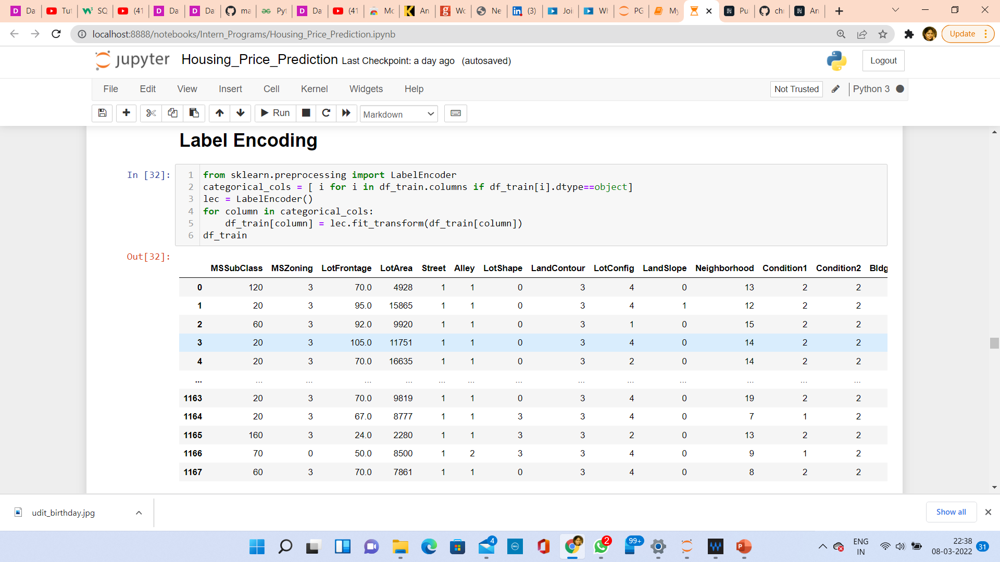 Da Tut SQ (41 Da Da ma Pyt Da (41 Mc An Wc Ne (3) Joi Wh PG My Pu ch An
localhost:8888/notebooks/Intern_Programs/Housing_Price_Prediction.ipynb Update
jupyter Housing_Price_Prediction Last Checkpoint: a day ago (autosaved) Logout
File Edit View Insert Cell Kernel Widgets Help Not Trusted Python 3
Run Markdown
Label Encoding
In [32]:
1 from sklearn.preprocessing import LabelEncoder
2 categorical_cols = [ i for i in df_train.columns if df_train[i].dtype==object]
3 lec = LabelEncoder()
4 for column in categorical_cols:
5 df_train[column] = lec.fit_transform(df_train[column])
6 df_train
Out[32]:
MSSubClass MSZoning LotFrontage LotArea Street Alley LotShape LandContour LotConfig LandSlope Neighborhood Condition1 Condition2 Bldg
0 120 3 70.0 4928 1 1 0 3 4 0 13 2 2
1 20 3 95.0 15865 1 1 0 3 4 1 12 2 2
2 60 3 92.0 9920 1 1 0 3 1 0 15 2 2
3 20 3 105.0 11751 1 1 0 3 4 0 14 2 2
4 20 3 70.0 16635 1 1 0 3 2 0 14 2 2
... ... ... ... ... ... ... ... ... ... ... ... ... ...
1163 20 3 70.0 9819 1 1 0 3 4 0 19 2 2
1164 20 3 67.0 8777 1 1 3 3 4 0 7 1 2
1165 160 3 24.0 2280 1 1 3 3 2 0 13 2 2
1166 70 0 50.0 8500 1 2 3 3 4 0 9 1 2
1167 60 3 70.0 7861 1 1 0 3 4 0 8 2 2
udit_birthday.jpg Show all
4 2 99+ ENG 22:38
IN 08-03-2022 31